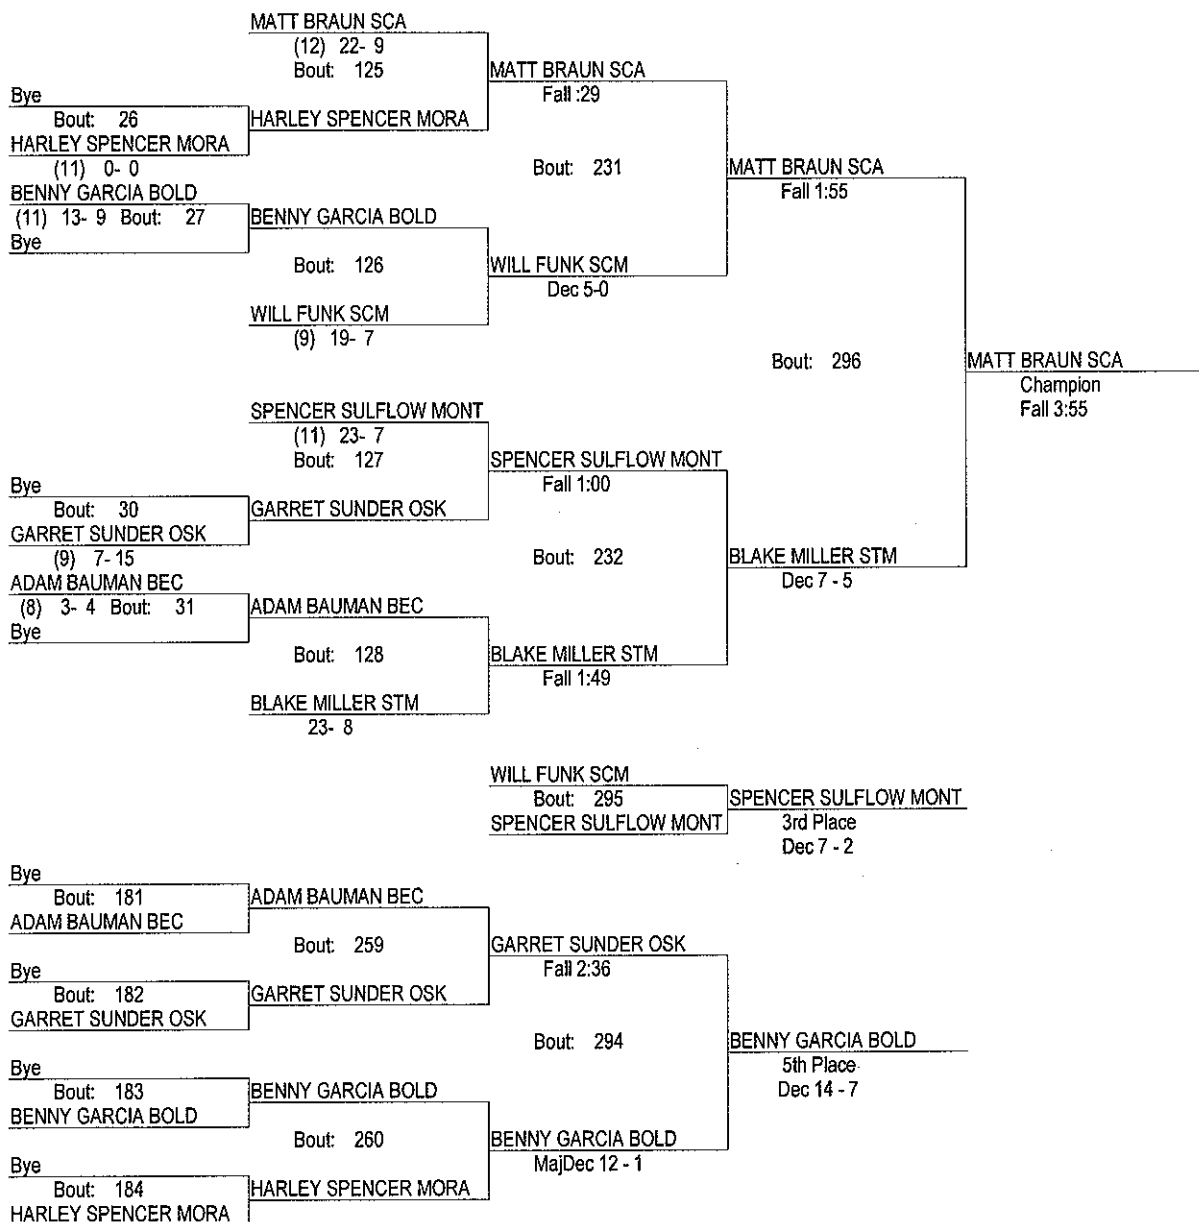 MATT BRAUN SCA
(12) 22- 9
Bout: 125
MATT BRAUN SCA
Fall :29
Bye
Bout: 26
HARLEY SPENCER MORA
HARLEY SPENCER MORA
(11) 0- 0
Bout: 231
MATT BRAUN SCA
Fall 1:55
BENNY GARCIA BOLD
(11) 13- 9 Bout: 27
BENNY GARCIA BOLD
Bye
Bout: 126
WILL FUNK SCM
Dec 5-0
WILL FUNK SCM
(9) 19- 7
Bout: 296
MATT BRAUN SCA
Champion
Fall 3:55
SPENCER SULFLOW MONT
(11) 23- 7
Bout: 127
SPENCER SULFLOW MONT
Fall 1:00
Bye
Bout: 30
GARRET SUNDER OSK
GARRET SUNDER OSK
(9) 7-15
Bout: 232
BLAKE MILLER STM
Dec 7 - 5
ADAM BAUMAN BEC
(8) 3- 4 Bout: 31
ADAM BAUMAN BEC
Bye
Bout: 128
BLAKE MILLER STM
Fall 1:49
BLAKE MILLER STM
23- 8
WILL FUNK SCM
Bout: 295
SPENCER SULFLOW MONT
SPENCER SULFLOW MONT
3rd Place
Dec 7 - 2
Bye
Bout: 181
ADAM BAUMAN BEC
ADAM BAUMAN BEC
Bout: 259
GARRET SUNDER OSK
Fall 2:36
Bye
Bout: 182
GARRET SUNDER OSK
GARRET SUNDER OSK
Bout: 294
BENNY GARCIA BOLD
5th Place
Dec 14 - 7
Bye
Bout: 183
BENNY GARCIA BOLD
BENNY GARCIA BOLD
Bout: 260
BENNY GARCIA BOLD
MajDec 12 - 1
Bye
Bout: 184
HARLEY SPENCER MORA
HARLEY SPENCER MORA